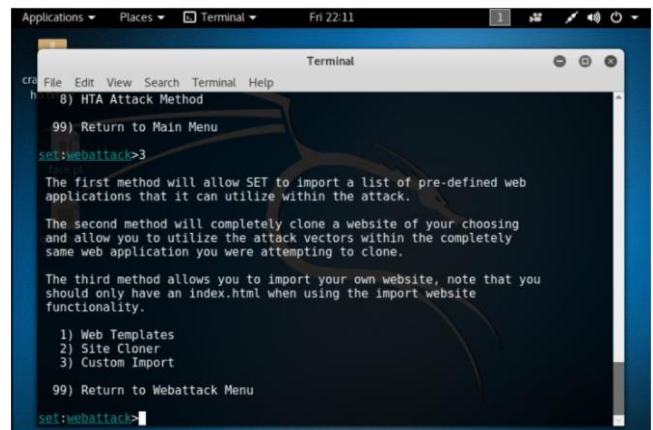 Applications Places Terminal Fri 22:11 1
Terminal
File Edit View Search Terminal Help
8) HTA Attack Method
99) Return to Main Menu
set:webattack>3
The first method will allow SET to import a list of pre-defined web
applications that it can utilize within the attack.
The second method will completely clone a website of your choosing
and allow you to utilize the attack vectors within the completely
same web application you were attempting to clone.
The third method allows you to import your own website, note that you
should only have an index.html when using the import website
functionality.
1) Web Templates
2) Site Cloner
3) Custom Import
99) Return to Webattack Menu
set:webattack>